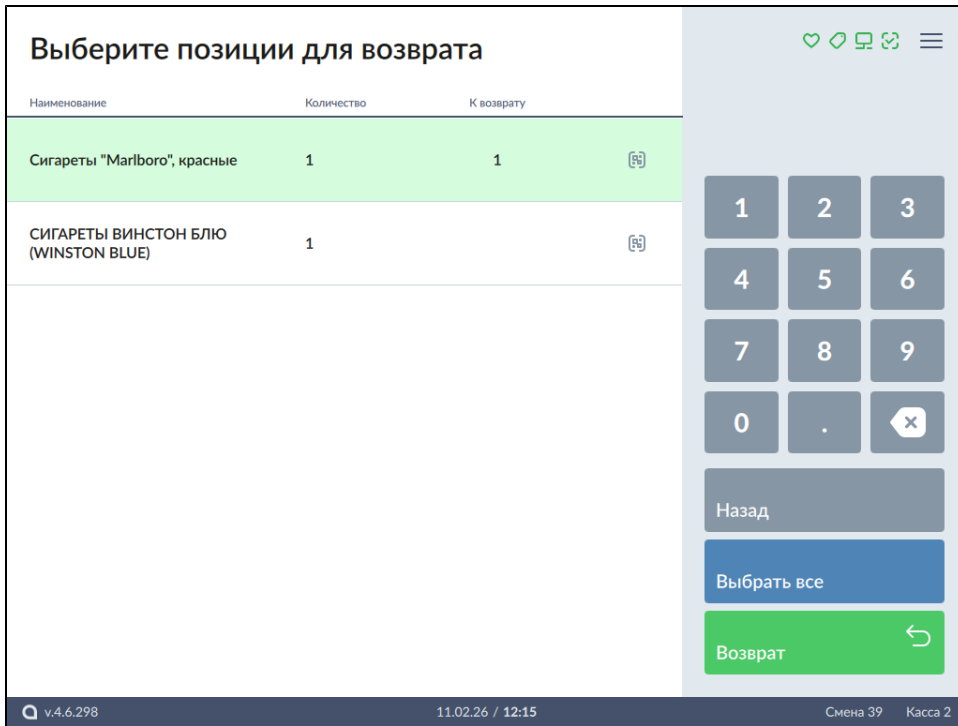 Выберите позиции для возврата
Наименование Количество К возврату
Сигареты "Marlboro", красные 1 1
СИГАРЕТЫ ВИНСТОН БЛЮ
(WINSTON BLUE) 1
1 2 3
4 5 6
7 8 9
0 .
Назад
Выбрать все
Возврат
v.4.6.298 11.02.26 / 12:15 Смена 39 Касса 2